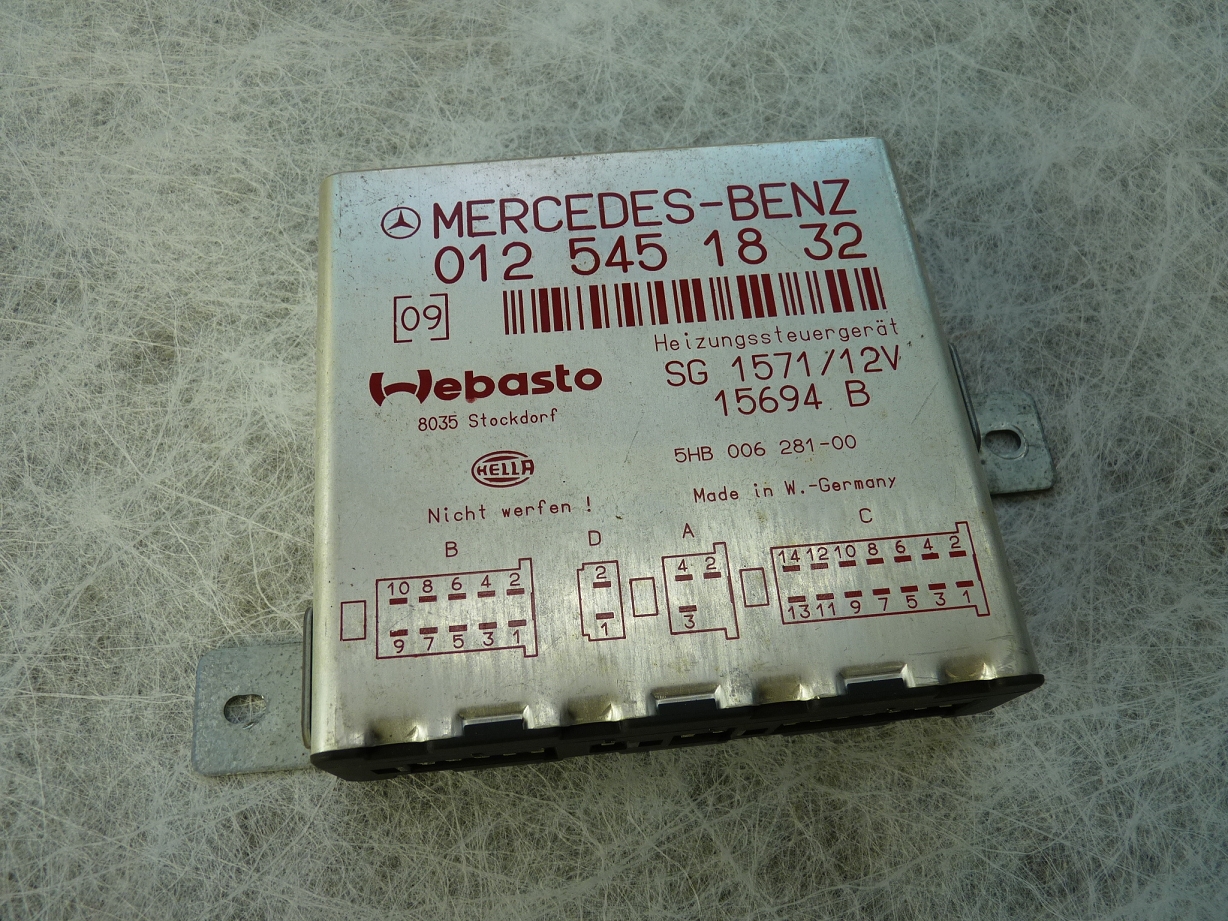 MERCEDES-BENZ
012 545 18 32
[09]
Heizungssteuergerät
Webasto
SG 1571/12V
8035 Stockdorf
15694 B
HELLA
5HB 006 281-00
Nicht werfen !
Made in W.-Germany
B
D
A
C
10 8 6 4 2
2
4 2
14 12 10 8 6 4 2
9 7 5 3 1
1
3
13 11 9 7 5 3 1